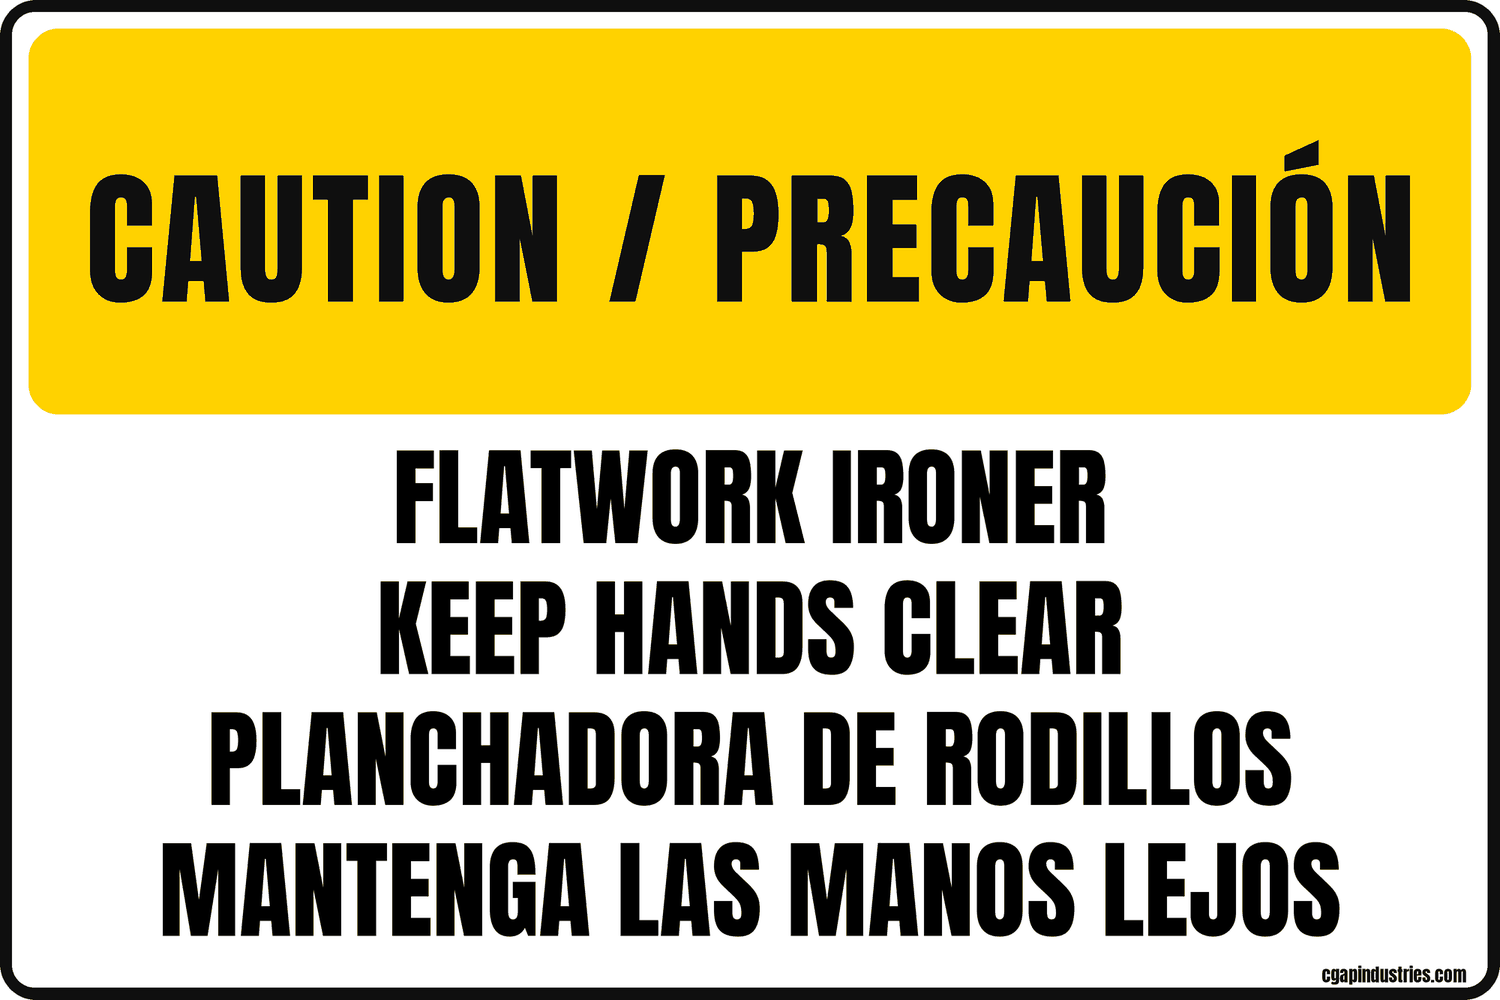 CAUTION / PRECAUCIÓN
FLATWORK IRONER
KEEP HANDS CLEAR
PLANCHADORA DE RODILLOS
MANTENGA LAS MANOS LEJOS
cgapindustries.com